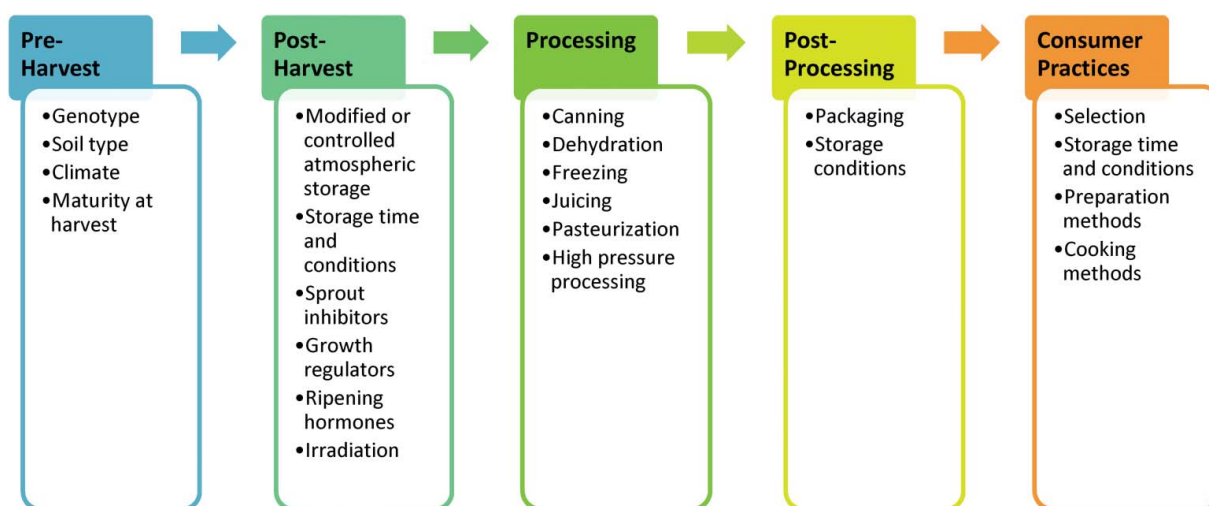 Pre-
Harvest
•Genotype
•Soil type
•Climate
•Maturity at
harvest
Post-
Harvest
•Modified or
controlled
atmospheric
storage
•Storage time
and
conditions
•Sprout
inhibitors
•Growth
regulators
•Ripening
hormones
•Irradiation
Processing
•Canning
•Dehydration
•Freezing
•Juicing
•Pasteurization
•High pressure
processing
Post-
Processing
•Packaging
•Storage
conditions
Consumer
Practices
•Selection
•Storage time
and conditions
•Preparation
methods
•Cooking
methods